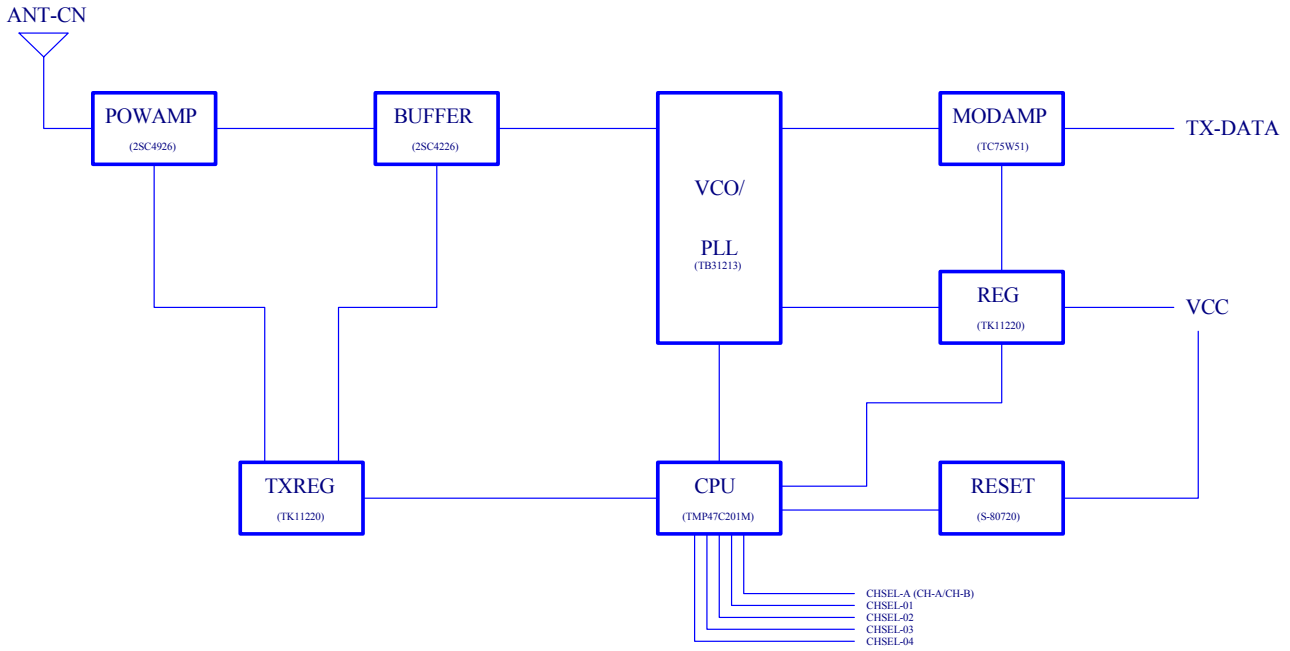 ANT-CN
POWAMP
(2SC4926)
BUFFER
(2SC4226)
VCO/
PLL
(TB31213)
MODAMP
(TC75W51)
TX-DATA
REG
(TK11220)
VCC
TXREG
(TK11220)
CPU
(TMP47C201M)
RESET
(S-80720)
CHSEL-A (CH-A/CH-B)
CHSEL-01
CHSEL-02
CHSEL-03
CHSEL-04